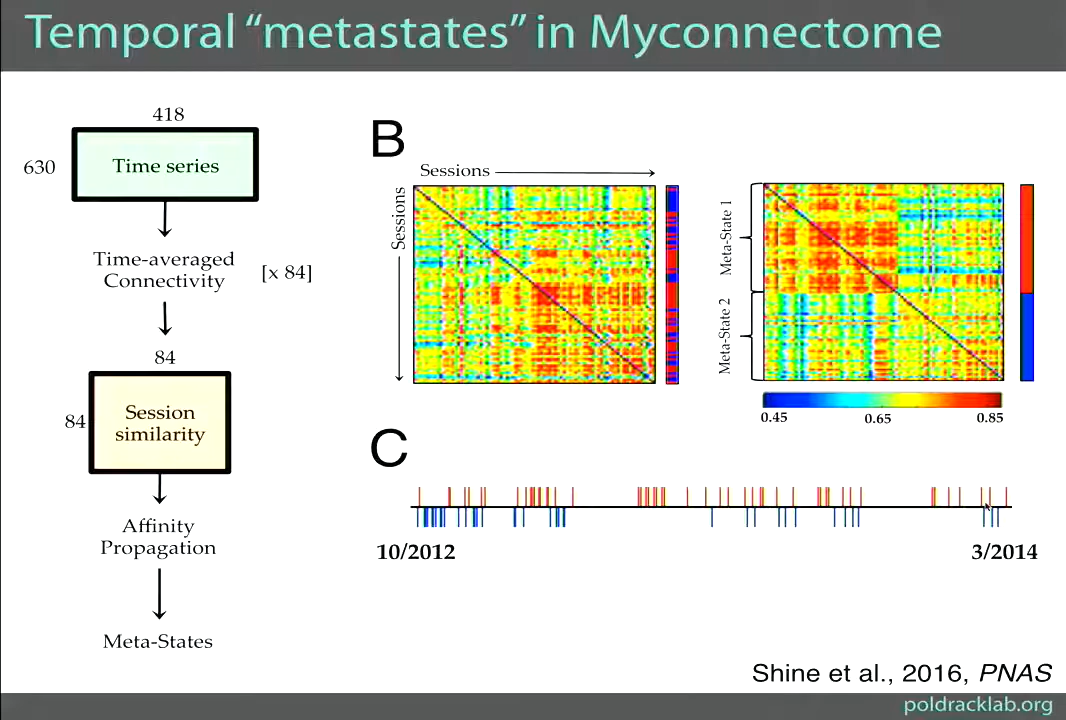 Temporal “metastates” in Myconnectome
418
630
Time series
Time-averaged
Connectivity
[x 84]
84
84
Session
similarity
Affinity
Propagation
Meta-States
B
Sessions
Sessions
Meta-State 1
Meta-State 2
0.45
0.65
0.85
C
10/2012
3/2014
Shine et al., 2016, PNAS
poldracklab.org